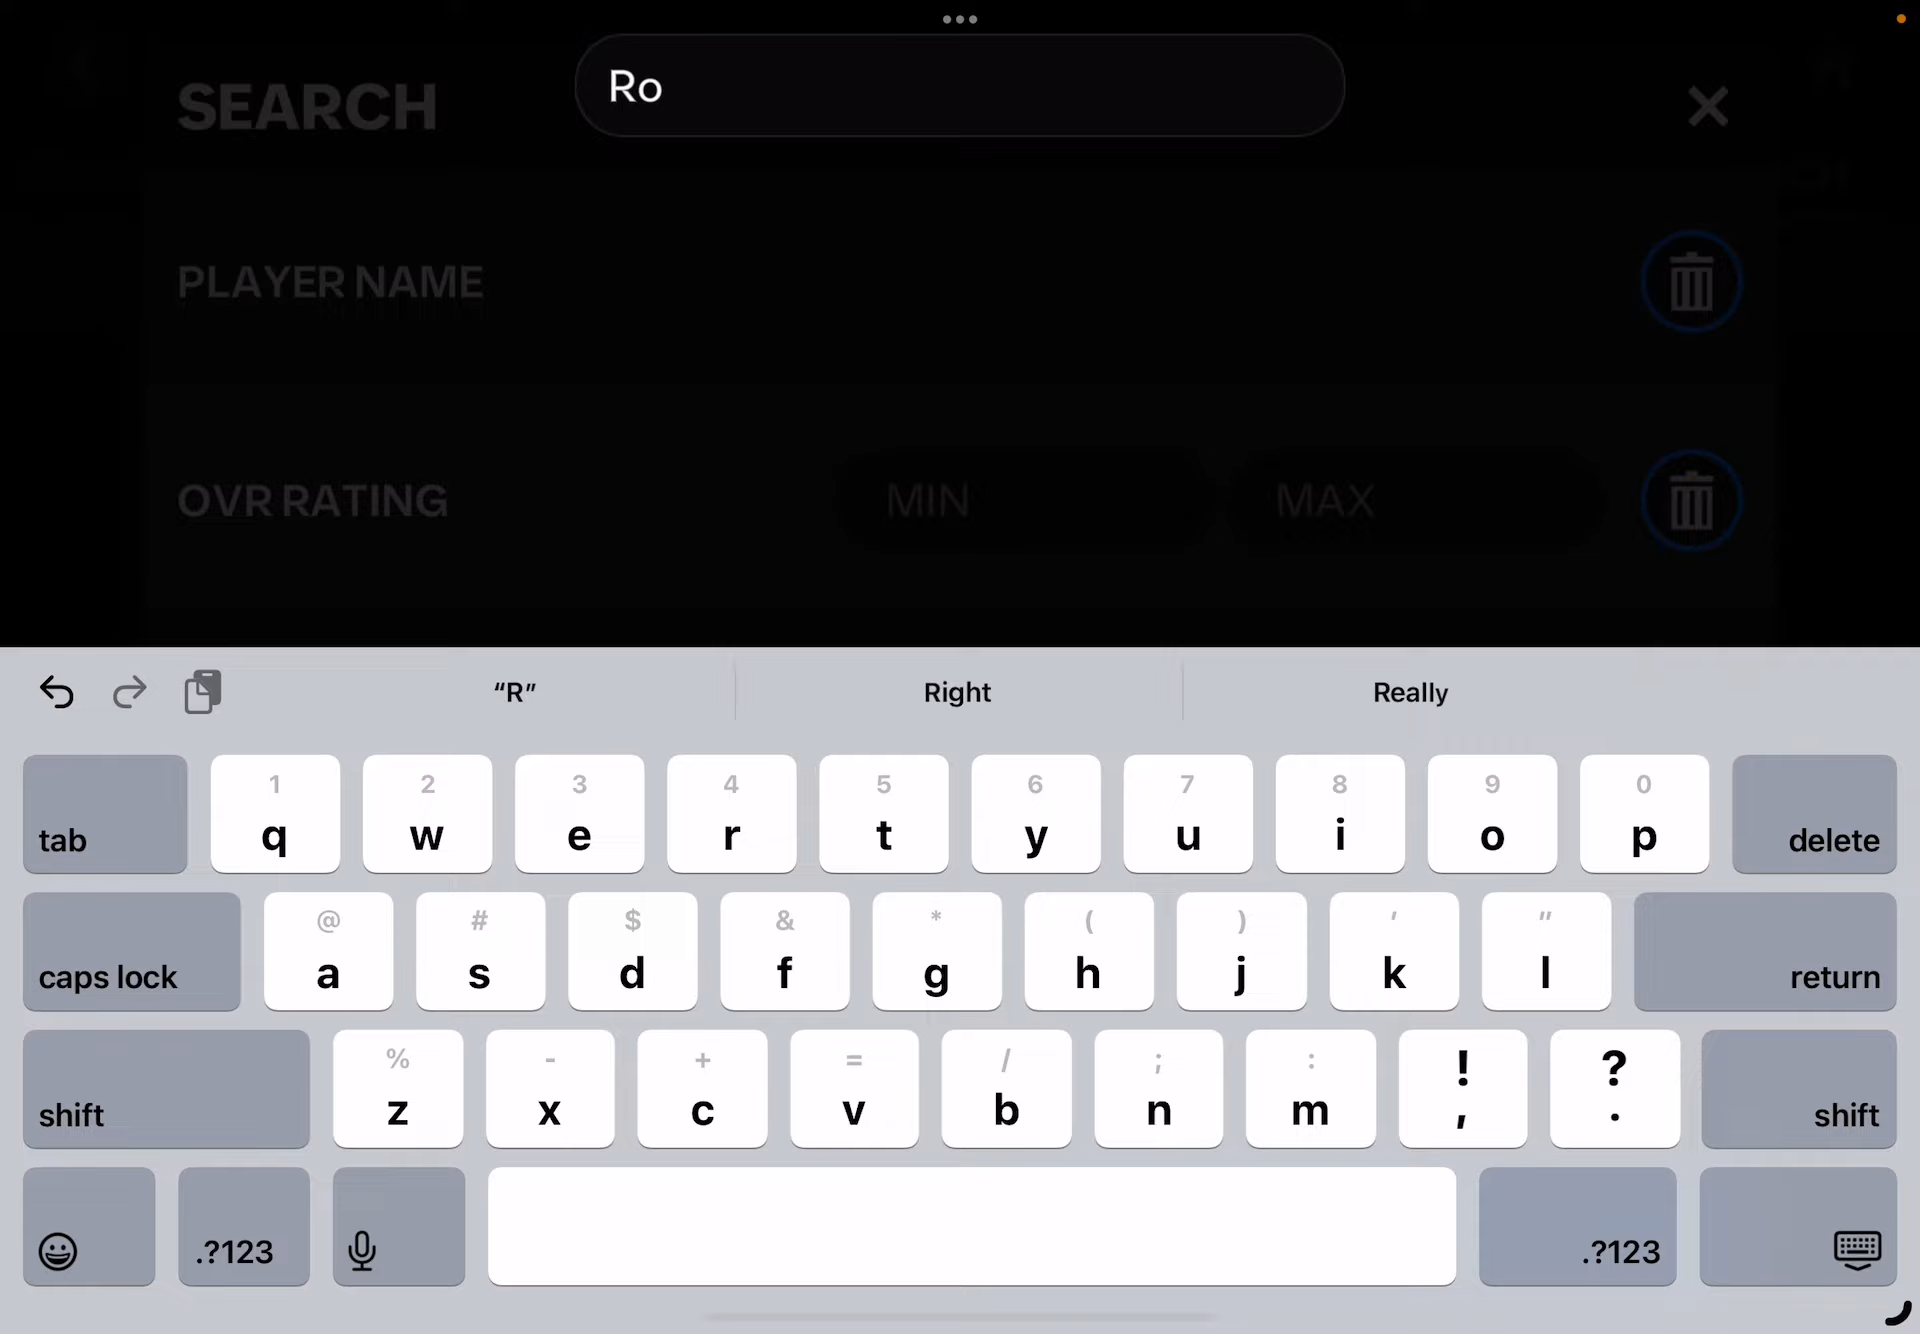 Ro
SEARCH
PLAYER NAME
OVR RATING MIN MAX
“R” Right Really
1 2 3 4 5 6 7 8 9 0
tab q w e r t y u i o p delete
@ # $ & * ( ) ' "
caps lock a s d f g h j k l return
% - + = / ; : ! ?
shift z x c v b n m , . shift
.?123 .?123